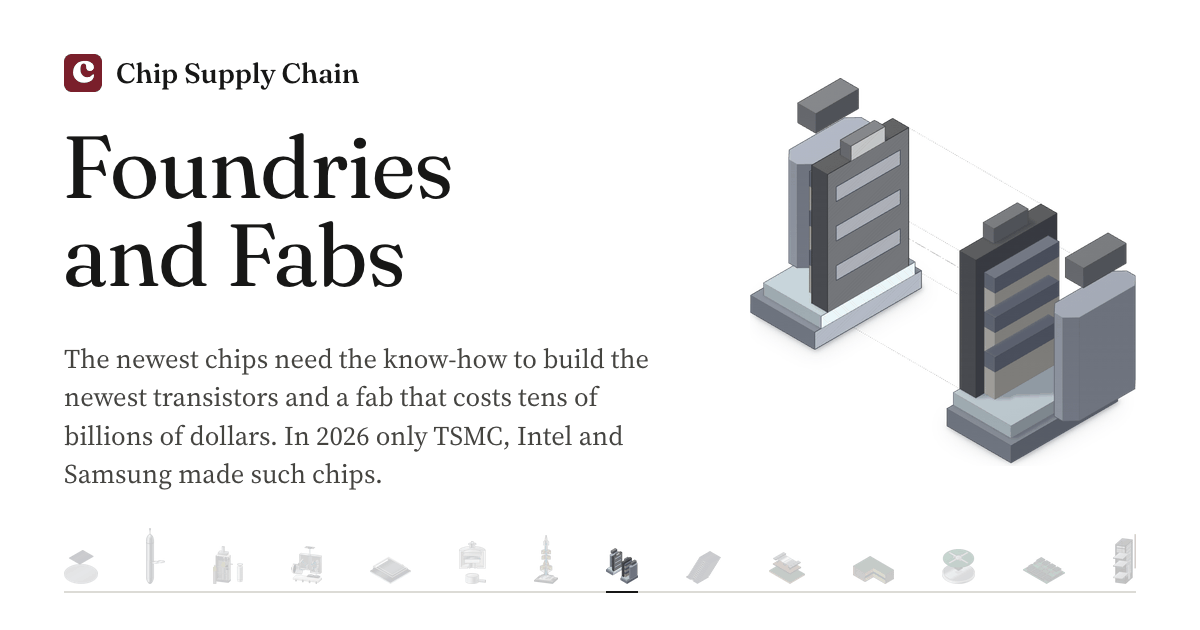 C Chip Supply Chain
Foundries
and Fabs
The newest chips need the know-how to build the
newest transistors and a fab that costs tens of
billions of dollars. In 2026 only TSMC, Intel and
Samsung made such chips.